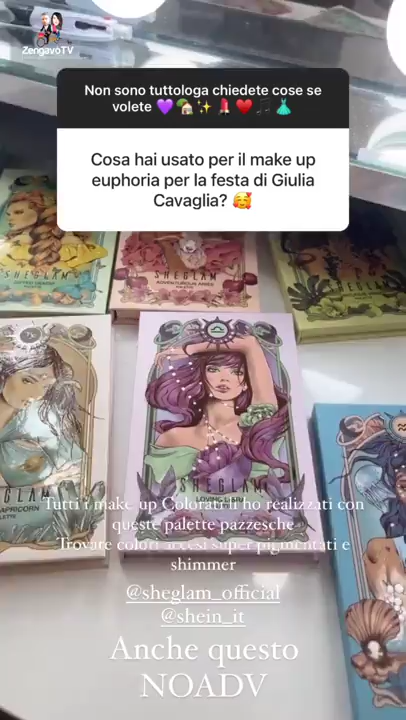 ZengavoTV
Non sono tuttologa chiedete cose se
volete 💜🏡✨💄❤️🎵👗
Cosa hai usato per il make up
euphoria per la festa di Giulia
Cavaglia? 🥰
SHEGLAM
SHEGLAM
SHEGLAM
CAPRICORN
LOVING LIBRA
Tutti i make up Colorati li ho realizzati con
queste palette pazzesche
Trovare colori accesi super pigmentati e
shimmer
@sheglam_official
@shein_it
Anche questo
NOADV